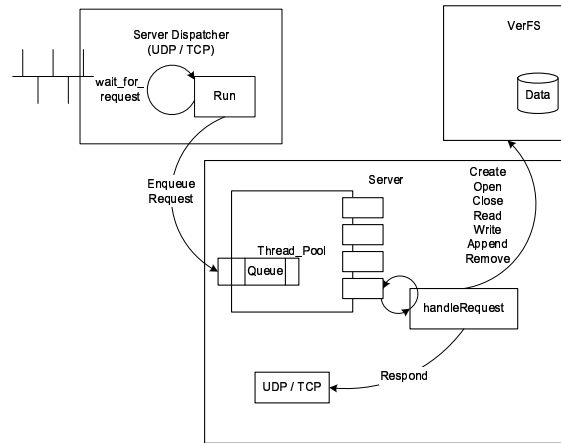 Server Dispatcher
(UDP / TCP)
wait_for_
request
Run
VerFS
Data
Enqueue
Request
Server
Thread_Pool
Queue
Create
Open
Close
Read
Write
Append
Remove
handleRequest
Respond
UDP / TCP